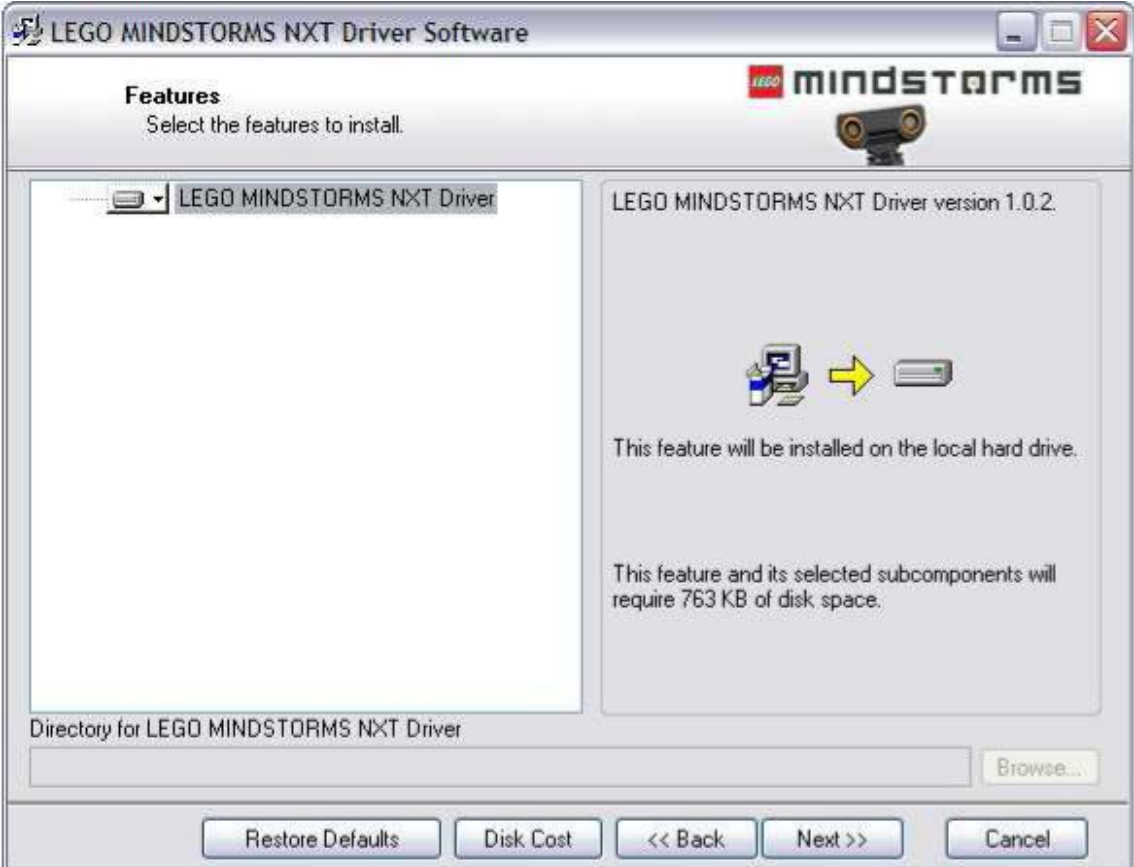 LEGO MINDSTORMS NXT Driver Software
Features
Select the features to install.
LEGO mindstorms
LEGO MINDSTORMS NXT Driver
LEGO MINDSTORMS NXT Driver version 1.0.2.
This feature will be installed on the local hard drive.
This feature and its selected subcomponents will
require 763 KB of disk space.
Directory for LEGO MINDSTORMS NXT Driver
Browse...
Restore Defaults
Disk Cost
<< Back
Next >>
Cancel